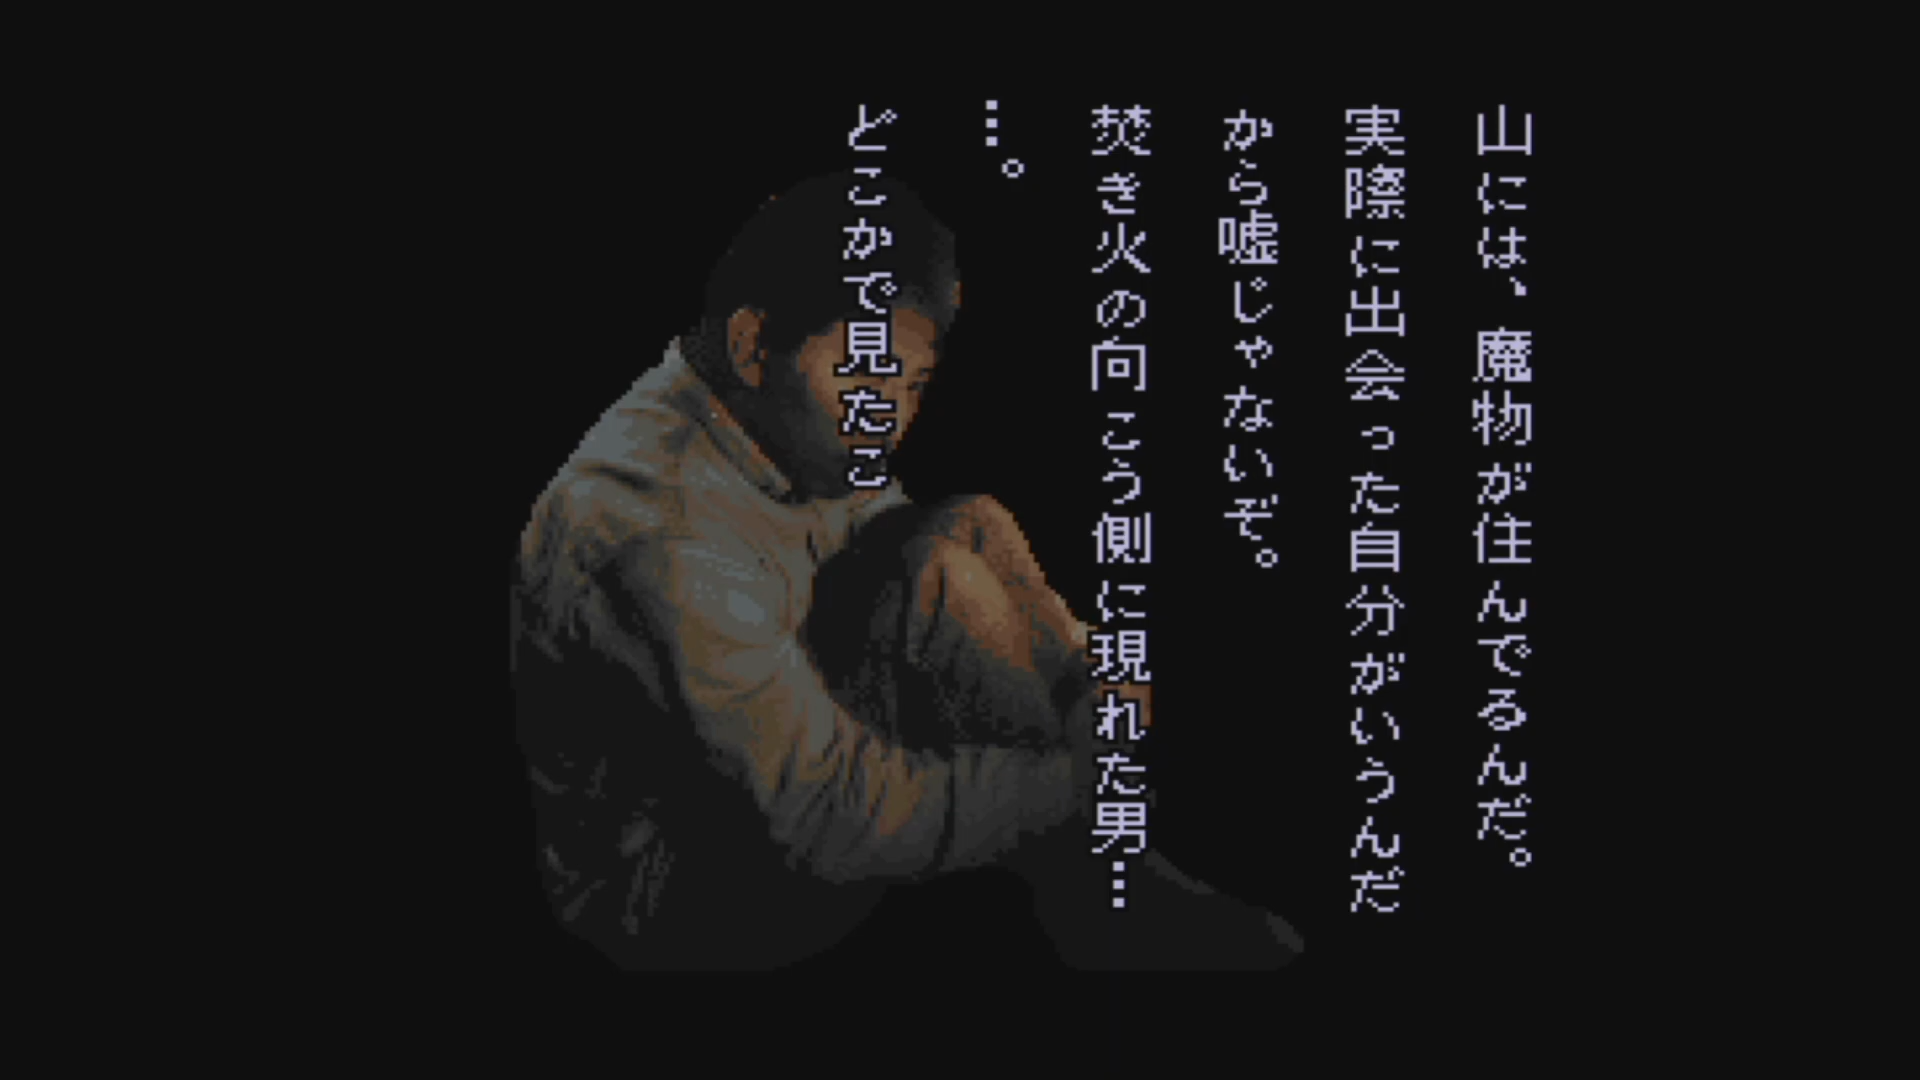 山には、魔物が住んでるんだ。
実際に出会った自分がいうんだ
から嘘じゃないぞ。
焚き火の向こう側に現れた男…
…。
どこかで見たこ